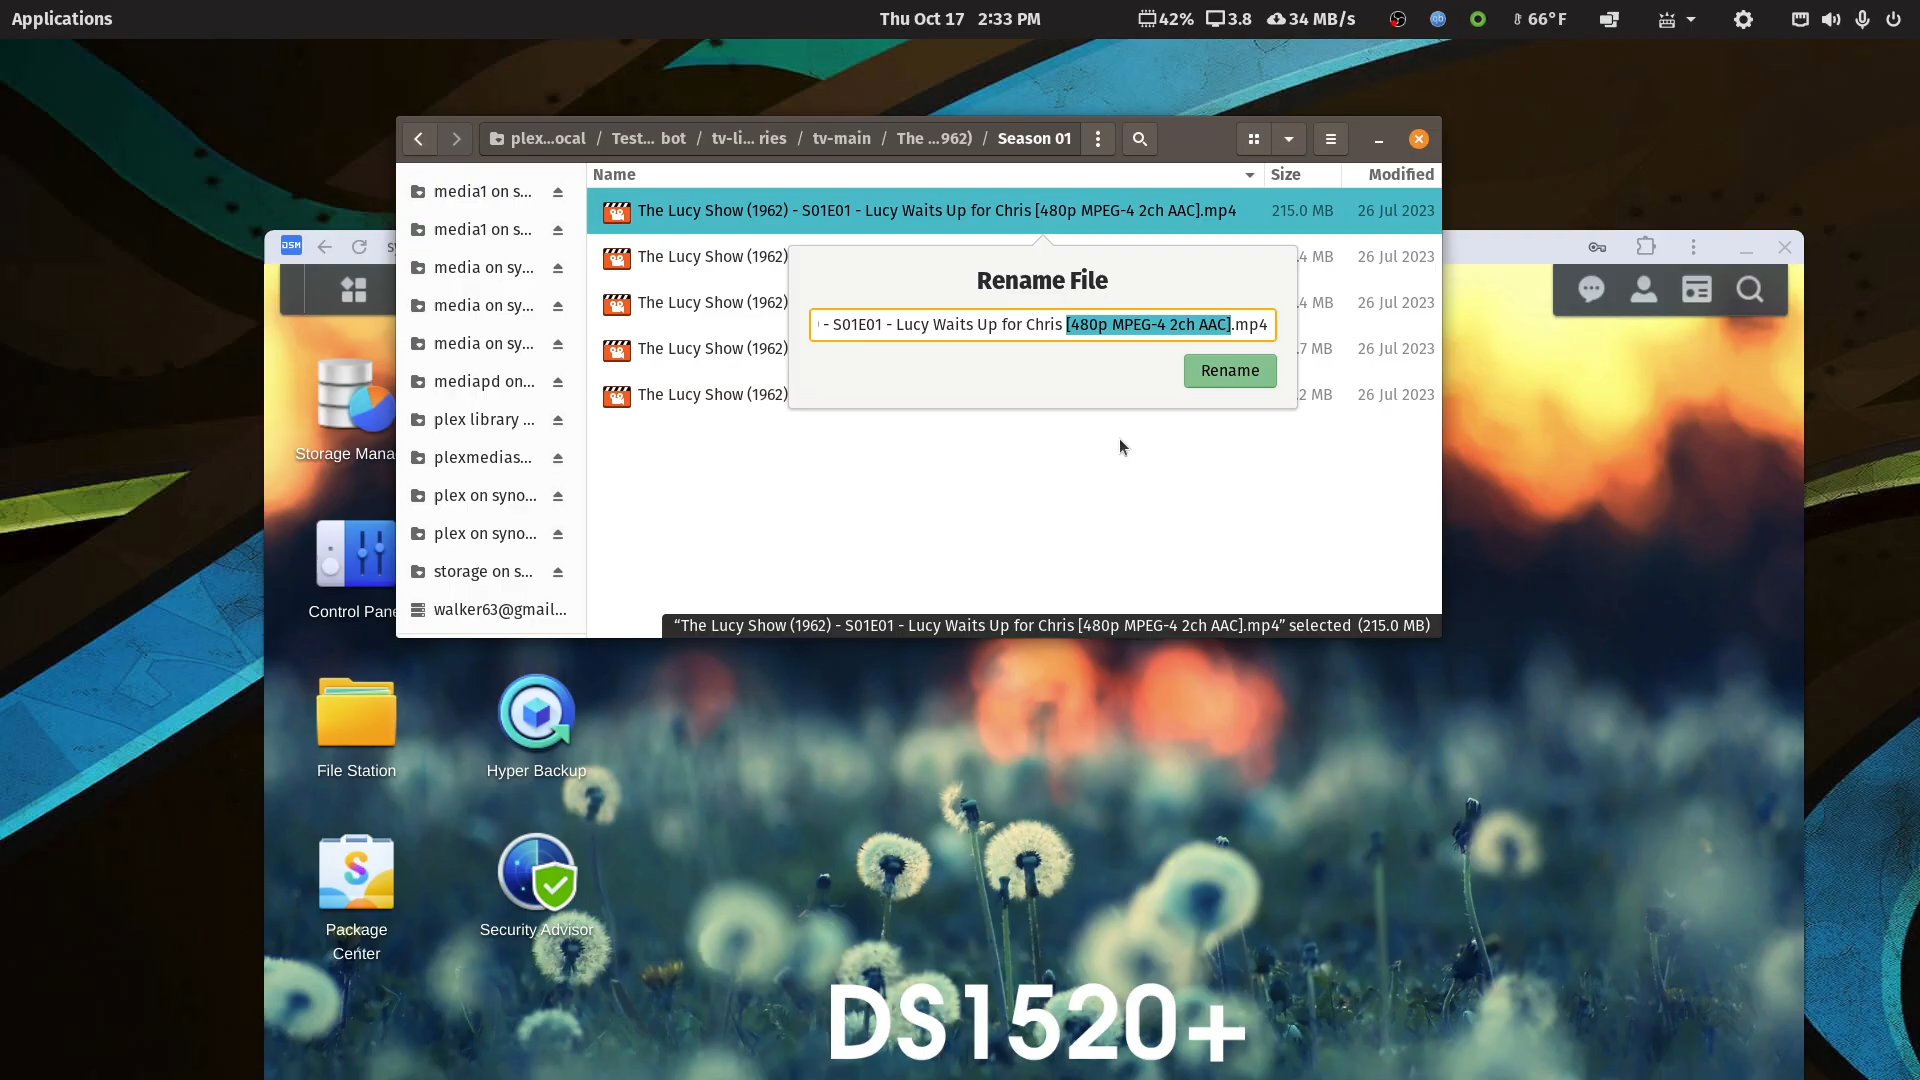 Applications
Thu Oct 17 2:33 PM
42% 3.8 34 MB/s
66°F
plex...ocal / Test... bot / tv-li... ries / tv-main / The ...962) / Season 01
Name Size Modified
media1 on s...
media1 on s...
media on sy...
media on sy...
media on sy...
mediapd on...
plex library ...
plexmedias...
plex on syno...
plex on syno...
storage on s...
walker63@gmail...
The Lucy Show (1962) - S01E01 - Lucy Waits Up for Chris [480p MPEG-4 2ch AAC].mp4 215.0 MB 26 Jul 2023
The Lucy Show (1962) .4 MB 26 Jul 2023
The Lucy Show (1962) .4 MB 26 Jul 2023
The Lucy Show (1962) .7 MB 26 Jul 2023
The Lucy Show (1962) .2 MB 26 Jul 2023
Rename File
- S01E01 - Lucy Waits Up for Chris [480p MPEG-4 2ch AAC].mp4
Rename
“The Lucy Show (1962) - S01E01 - Lucy Waits Up for Chris [480p MPEG-4 2ch AAC].mp4” selected (215.0 MB)
DSM
Storage Mana
Control Pane
File Station
Hyper Backup
Package
Center
Security Advisor
DS1520+